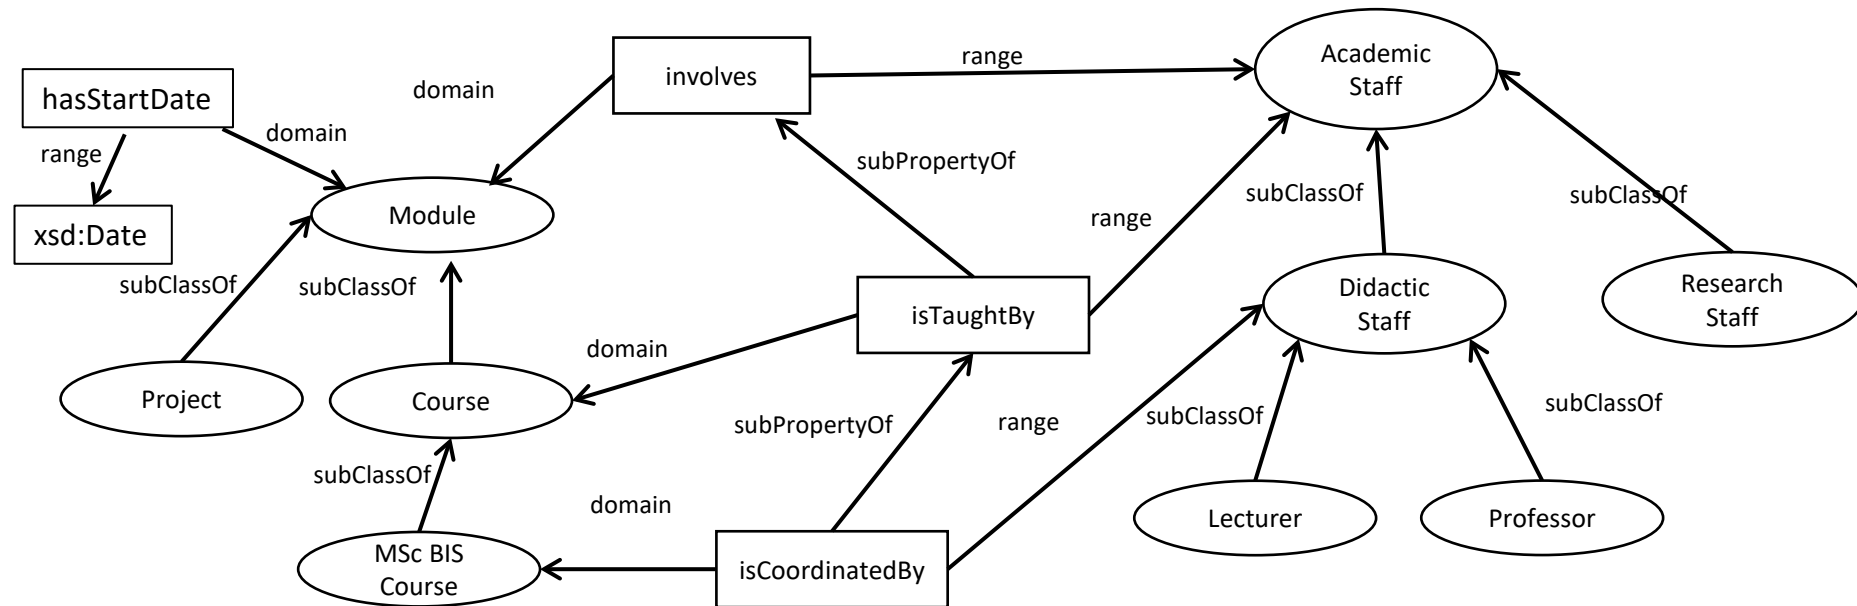 involves
range
Academic
Staff
hasStartDate
domain
domain
range
subPropertyOf
subClassOf
subClassOf
Module
range
xsd:Date
subClassOf
subClassOf
Didactic
Staff
Research
Staff
isTaughtBy
domain
Project
Course
subPropertyOf
range
subClassOf
subClassOf
subClassOf
domain
Lecturer
Professor
MSc BIS
Course
isCoordinatedBy